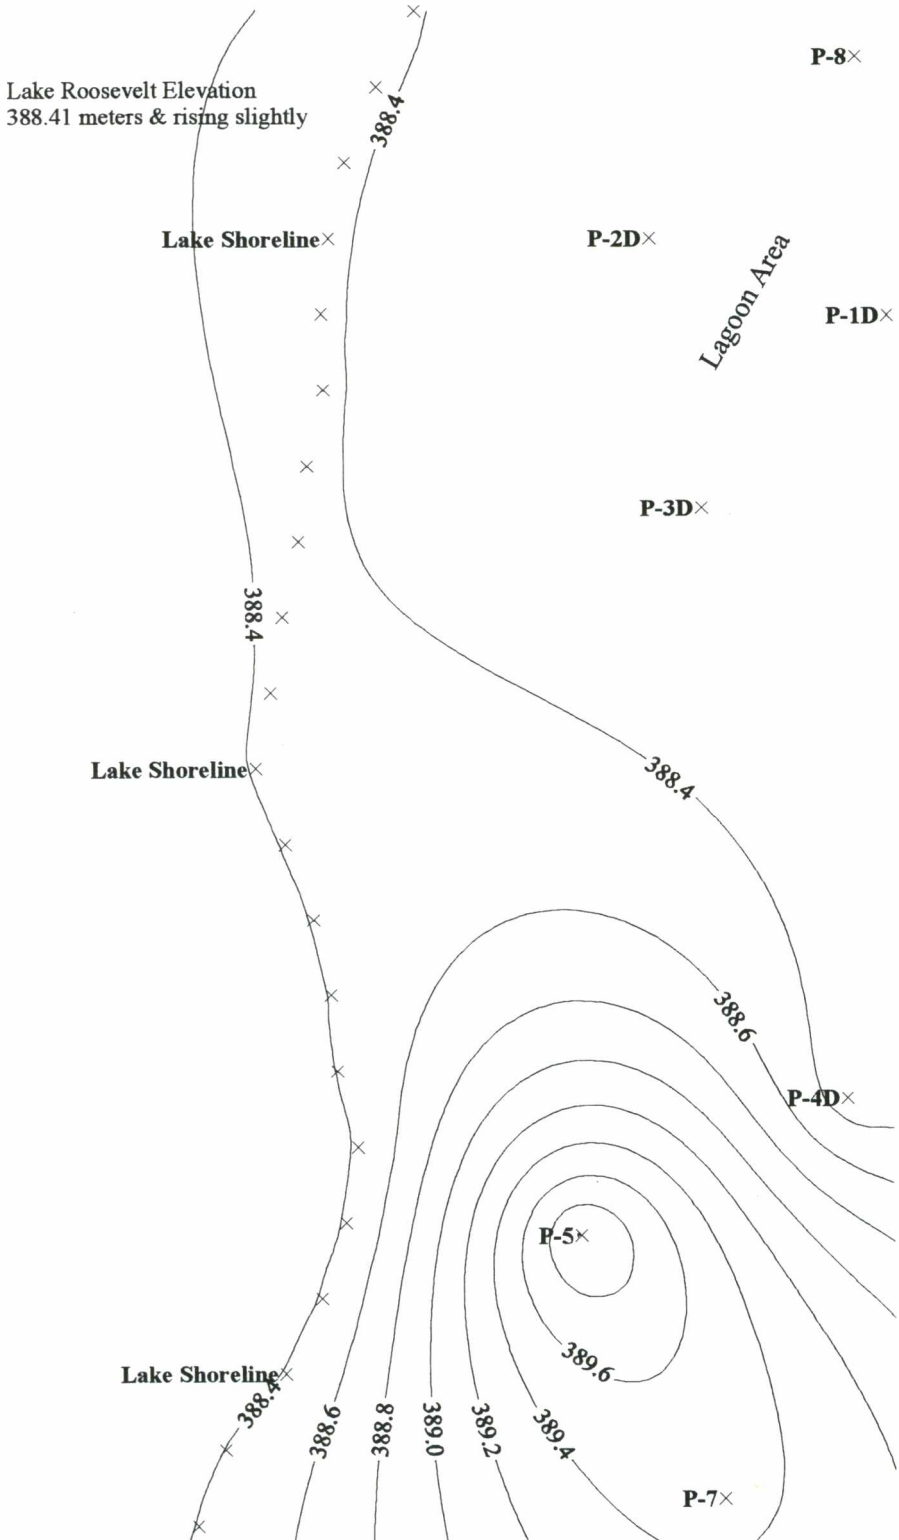 P-8
Lake Roosevelt Elevation
388.41 meters & rising slightly
388.4
Lake Shoreline
P-2D
Lagoon Area
P-1D
P-3D
388.4
Lake Shoreline
388.4
388.6
P-4D
P-5
389.6
Lake Shoreline
388.4
388.6
388.8
389.0
389.2
389.4
P-7